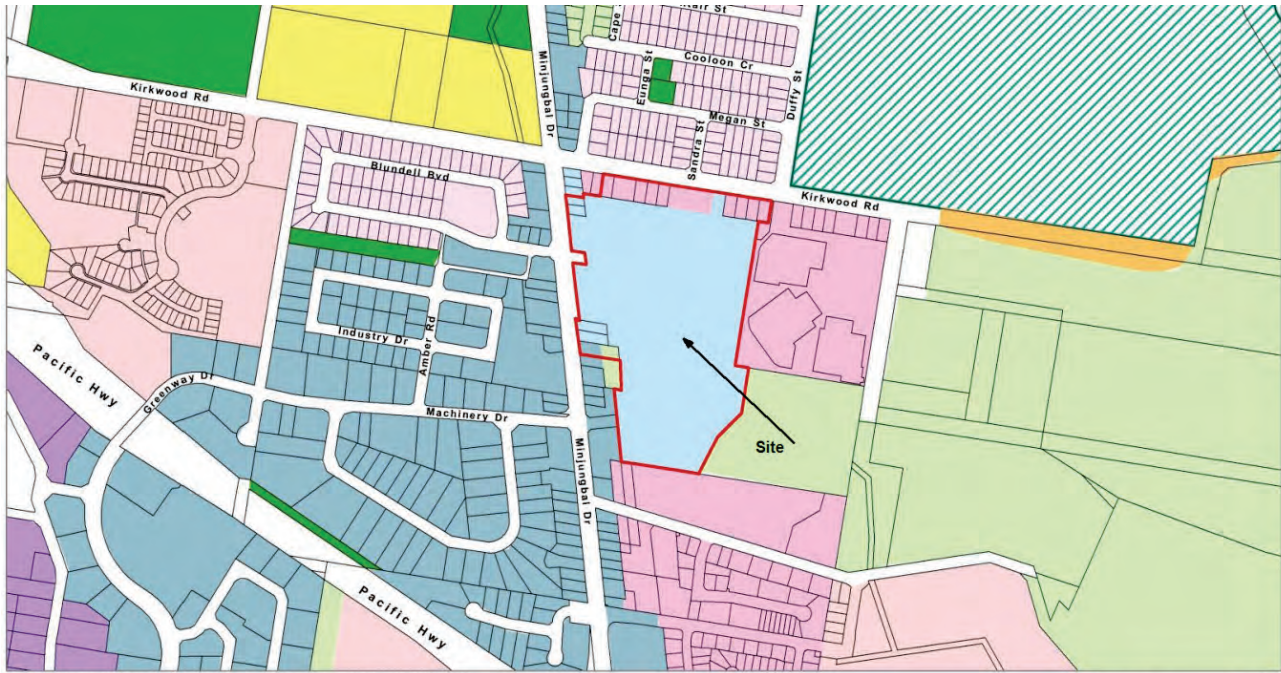 Cape
Cooloon Cr
Eunga St
Duffy St
Minjungbal Dr
Kirkwood Rd
Megan St
Sandra St
Blundell Bvd
Kirkwood Rd
Industry Dr
Amber Rd
Pacific Hwy
Greenway Dr
Machinery Dr
Site
Minjungbal Dr
Pacific Hwy